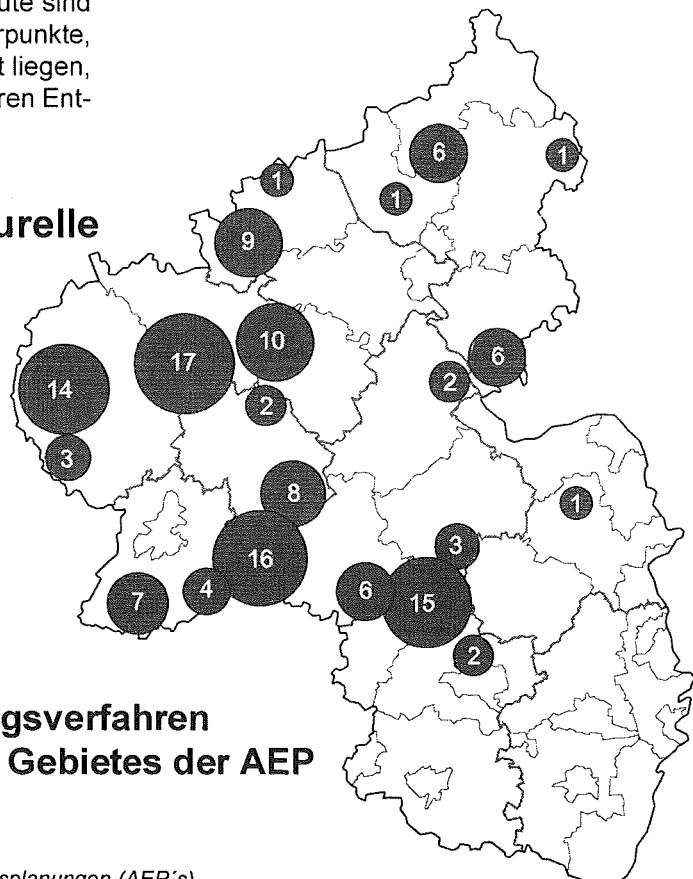 ute sind
rpunkte,
t liegen,
ren Ent-
6
1
1
1
urelle
9
10
17
6
2
14
2
3
8
1
3
16
4
6
7
15
2
gsverfahren
Gebietes der AEP
splanungen (AEP´s)